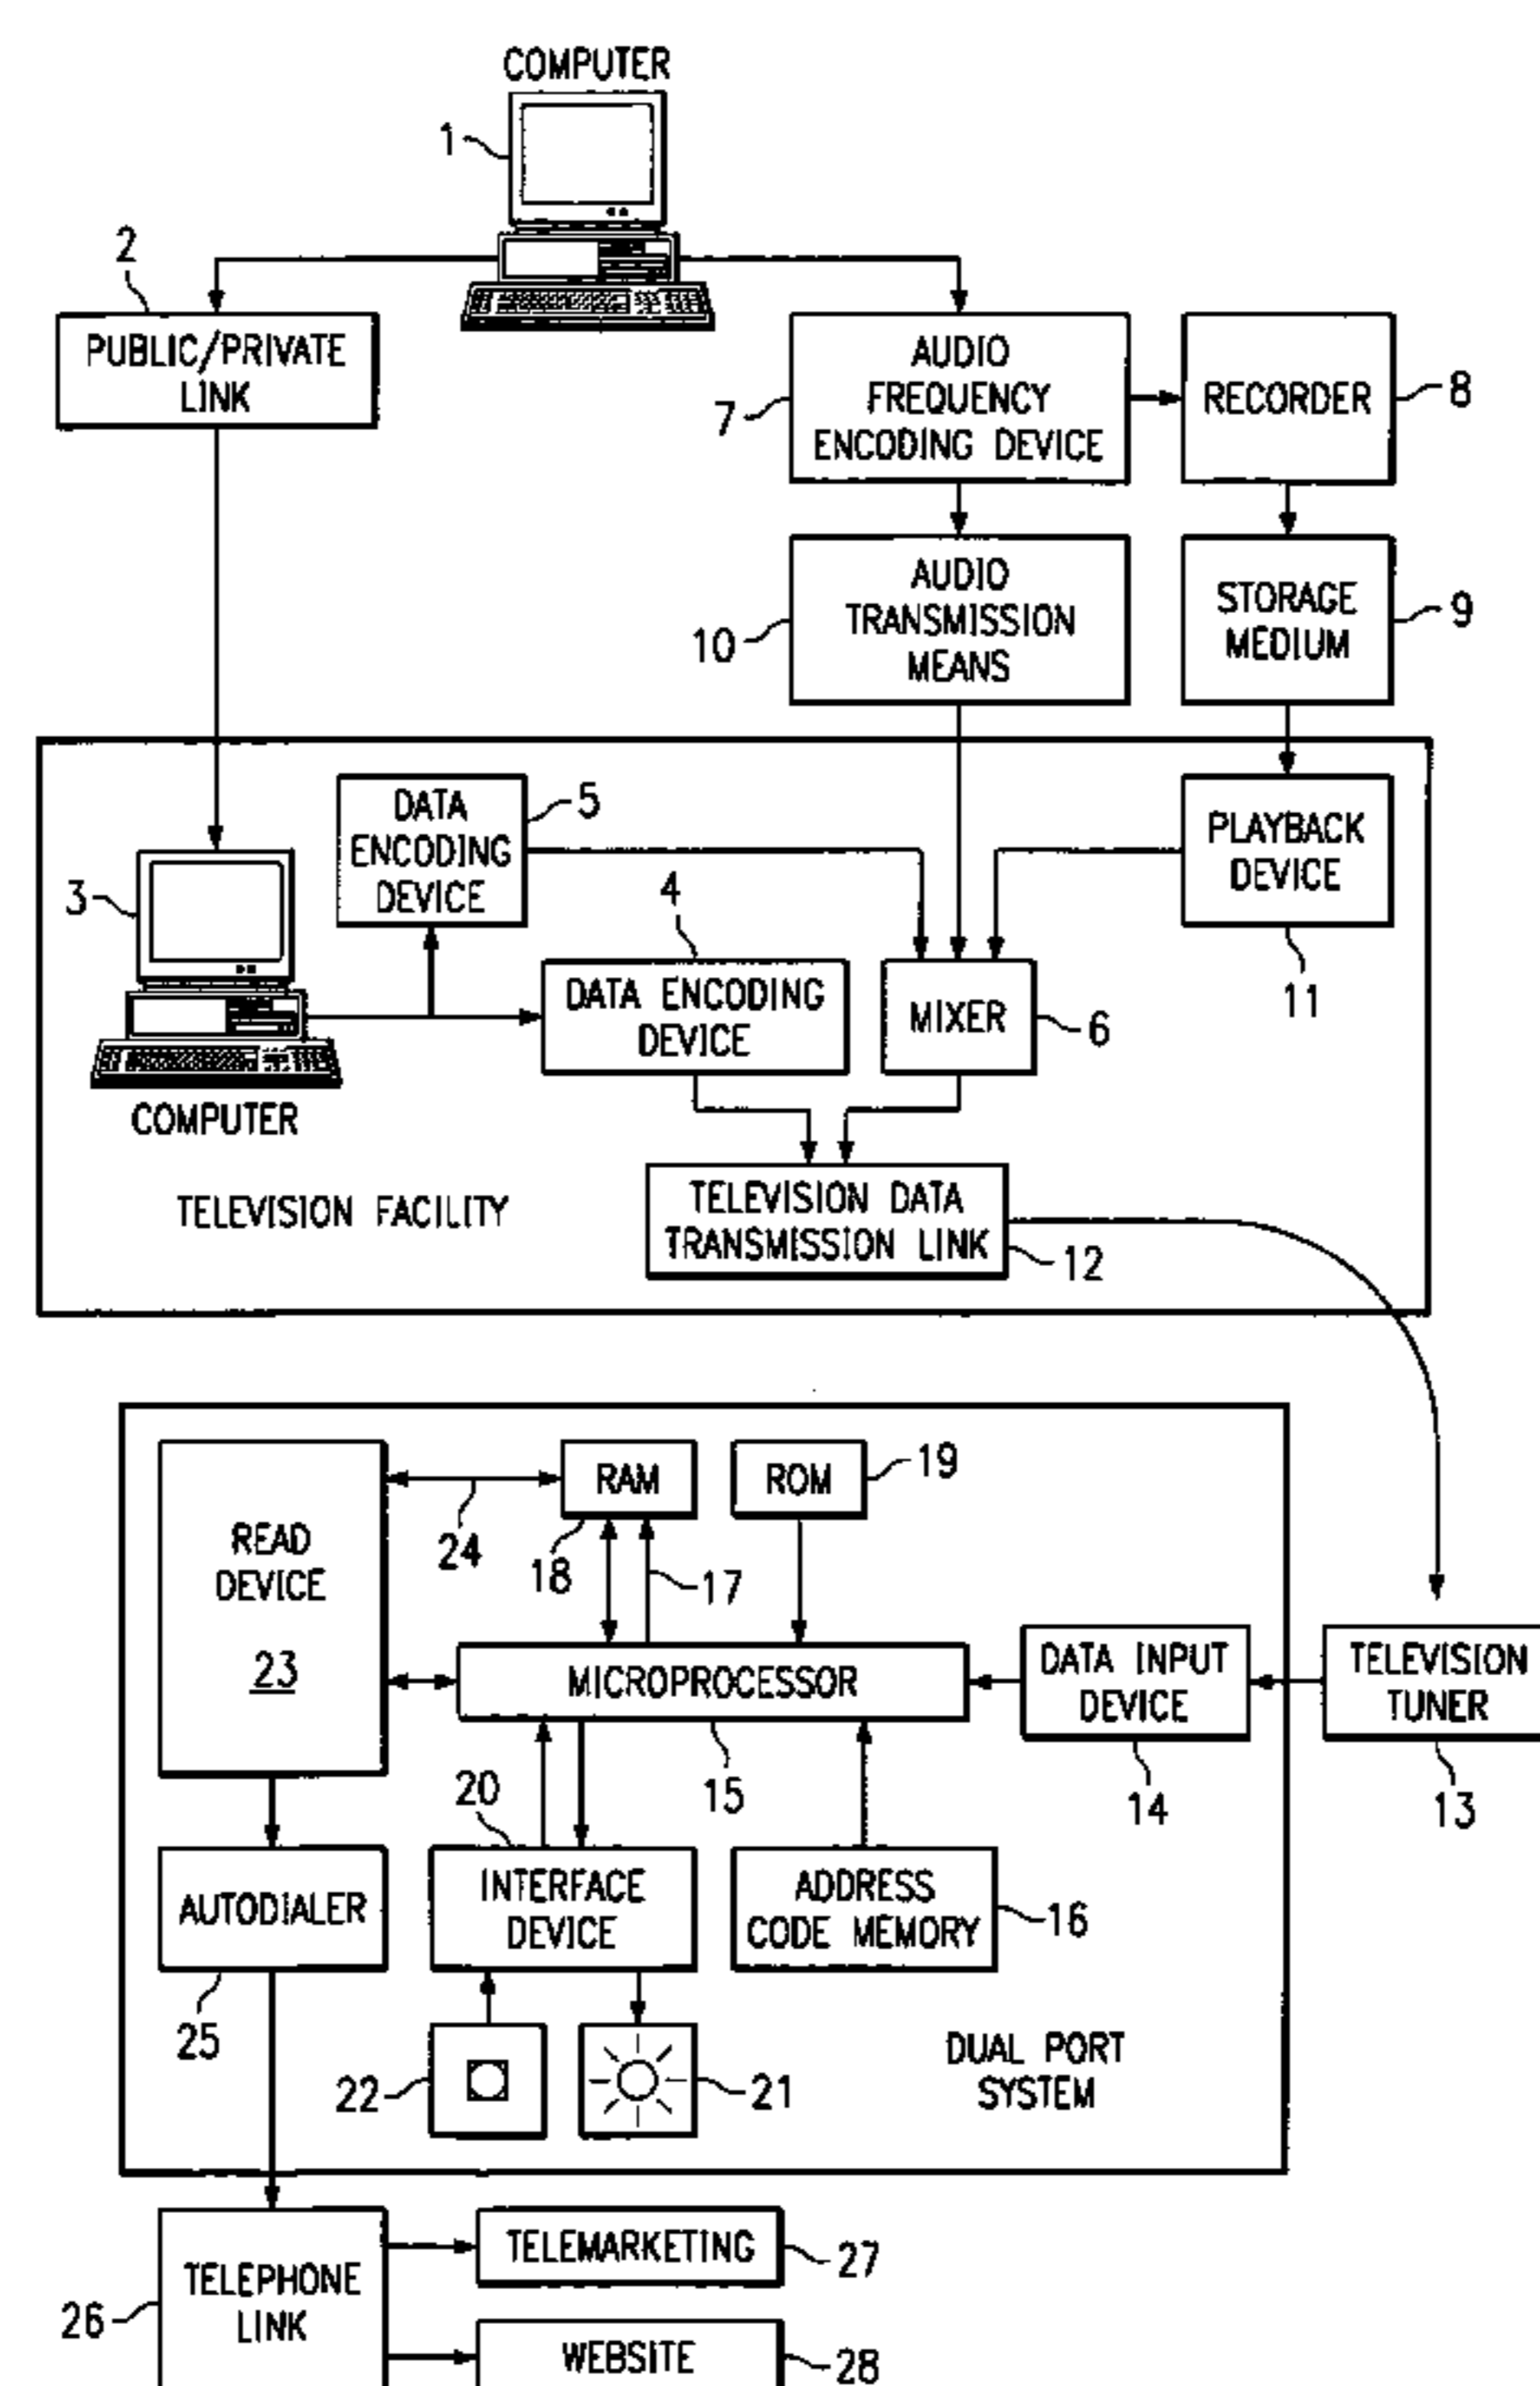 COMPUTER
1
2
PUBLIC/PRIVATE
LINK
AUDIO
FREQUENCY
ENCODING DEVICE
7
RECORDER
8
AUDIO
TRANSMISSION
MEANS
10
STORAGE
MEDIUM
9
DATA
ENCODING
DEVICE
5
PLAYBACK
DEVICE
11
3
COMPUTER
4
DATA ENCODING
DEVICE
MIXER
6
TELEVISION FACILITY
TELEVISION DATA
TRANSMISSION LINK
12
READ
DEVICE
23
24
RAM
18
17
ROM
19
MICROPROCESSOR
15
DATA INPUT
DEVICE
14
TELEVISION
TUNER
13
20
AUTODIALER
25
INTERFACE
DEVICE
ADDRESS
CODE MEMORY
16
22
21
DUAL PORT
SYSTEM
TELEPHONE
LINK
26
TELEMARKETING
27
WEBSITE
28